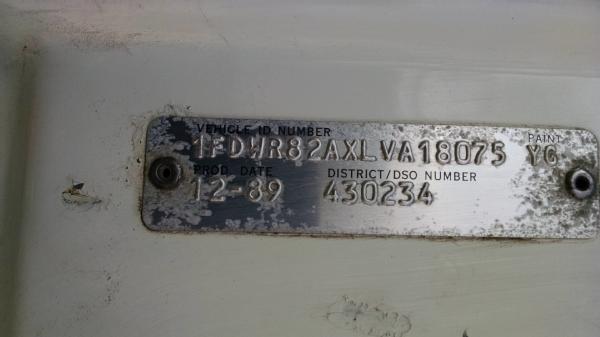 VEHICLE ID NUMBER PAINT
1FDWR82AXLVA18075 YG
PROD. DATE DISTRICT/DSO NUMBER
12-89 430234